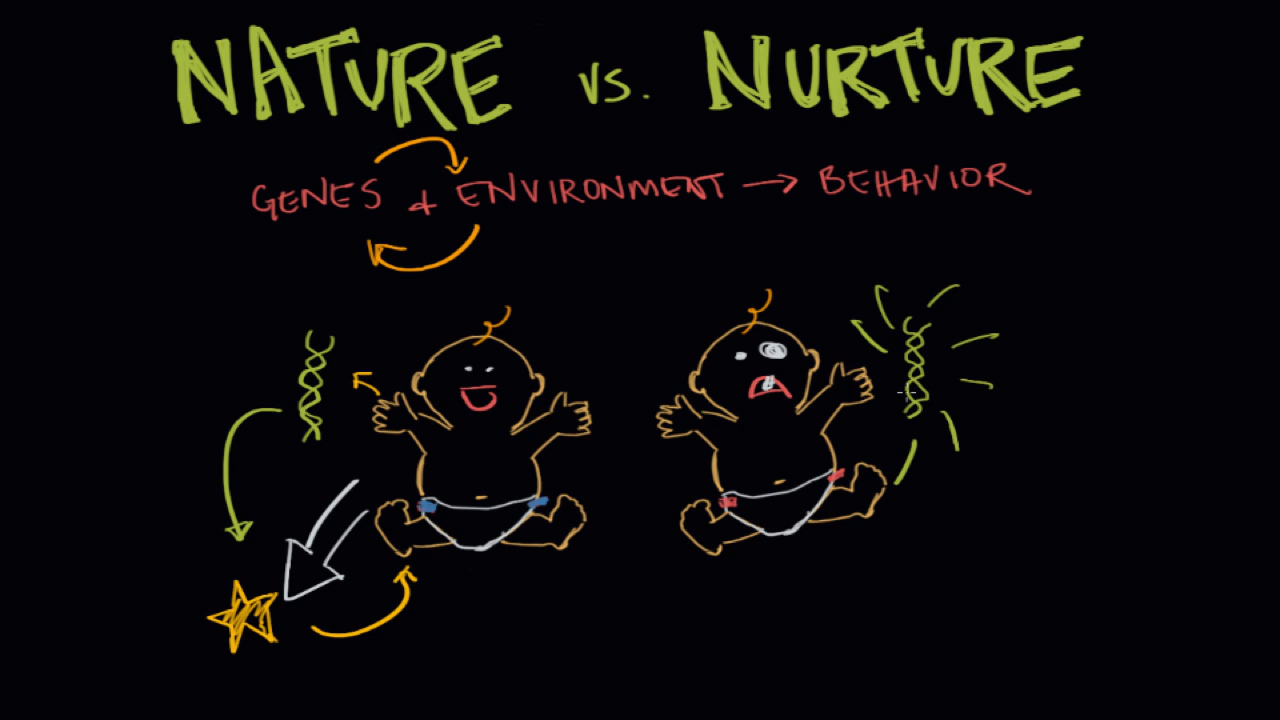 NATURE vs. NURTURE
GENES + ENVIRONMENT → BEHAVIOR